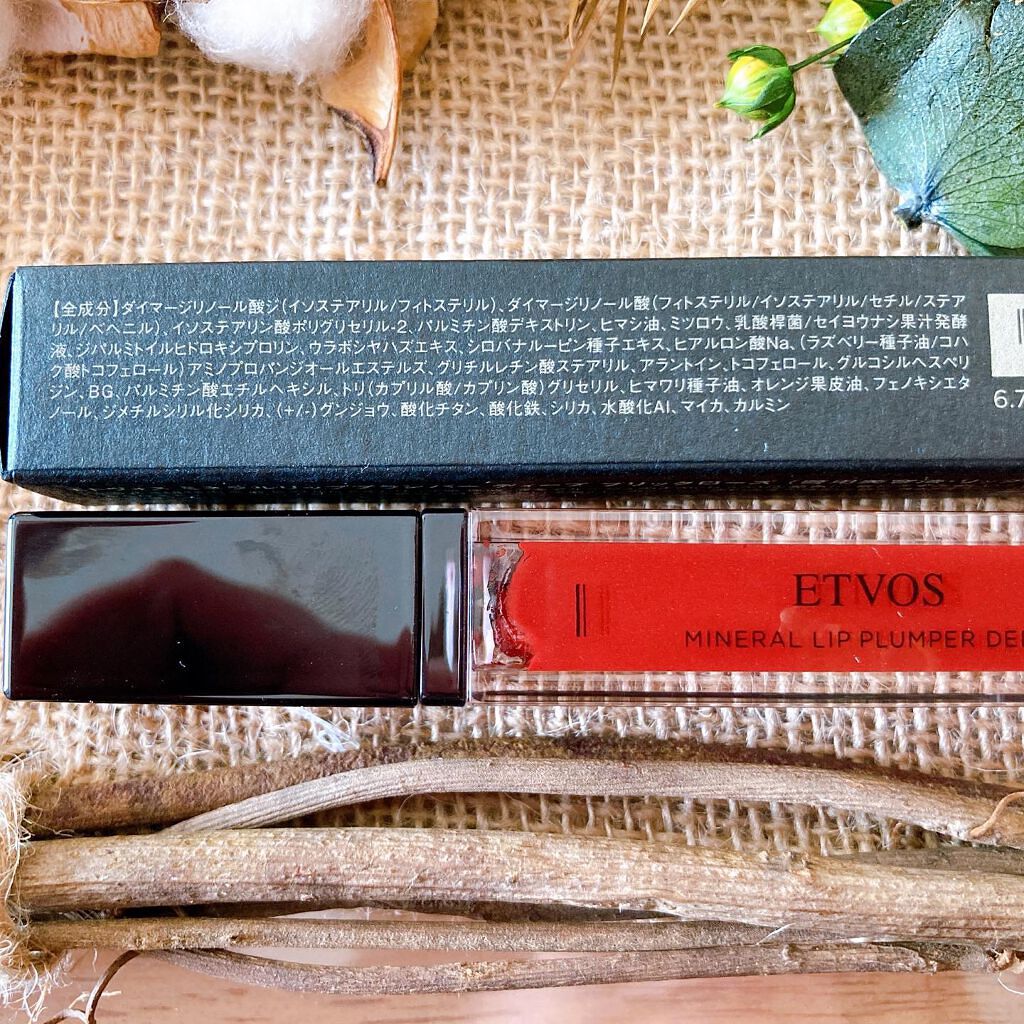 【全成分】ダイマージリノール酸ジ(イソステアリル/フィトステリル)、ダイマージリノール酸(フィトステリル/イソステアリル/セチル/ステア
リル/ベヘニル)、イソステアリン酸ポリグリセリル-2、パルミチン酸デキストリン、ヒマシ油、ミツロウ、乳酸桿菌/セイヨウナシ果汁発酵
液、ジパルミトイルヒドロキシプロリン、ウラボシヤハズエキス、シロバナルーピン種子エキス、ヒアルロン酸Na、(ラズベリー種子油/コハ
ク酸トコフェロール)アミノプロパンジオールエステルズ、グリチルレチン酸ステアリル、アラントイン、トコフェロール、グルコシルヘスペリ
ジン、BG、パルミチン酸エチルヘキシル、トリ(カプリル酸/カプリン酸)グリセリル、ヒマワリ種子油、オレンジ果皮油、フェノキシエタ
ノール、ジメチルシリル化シリカ、(+/-)グンジョウ、酸化チタン、酸化鉄、シリカ、水酸化Al、マイカ、カルミン
6.7
ETVOS
MINERAL LIP PLUMPER DE